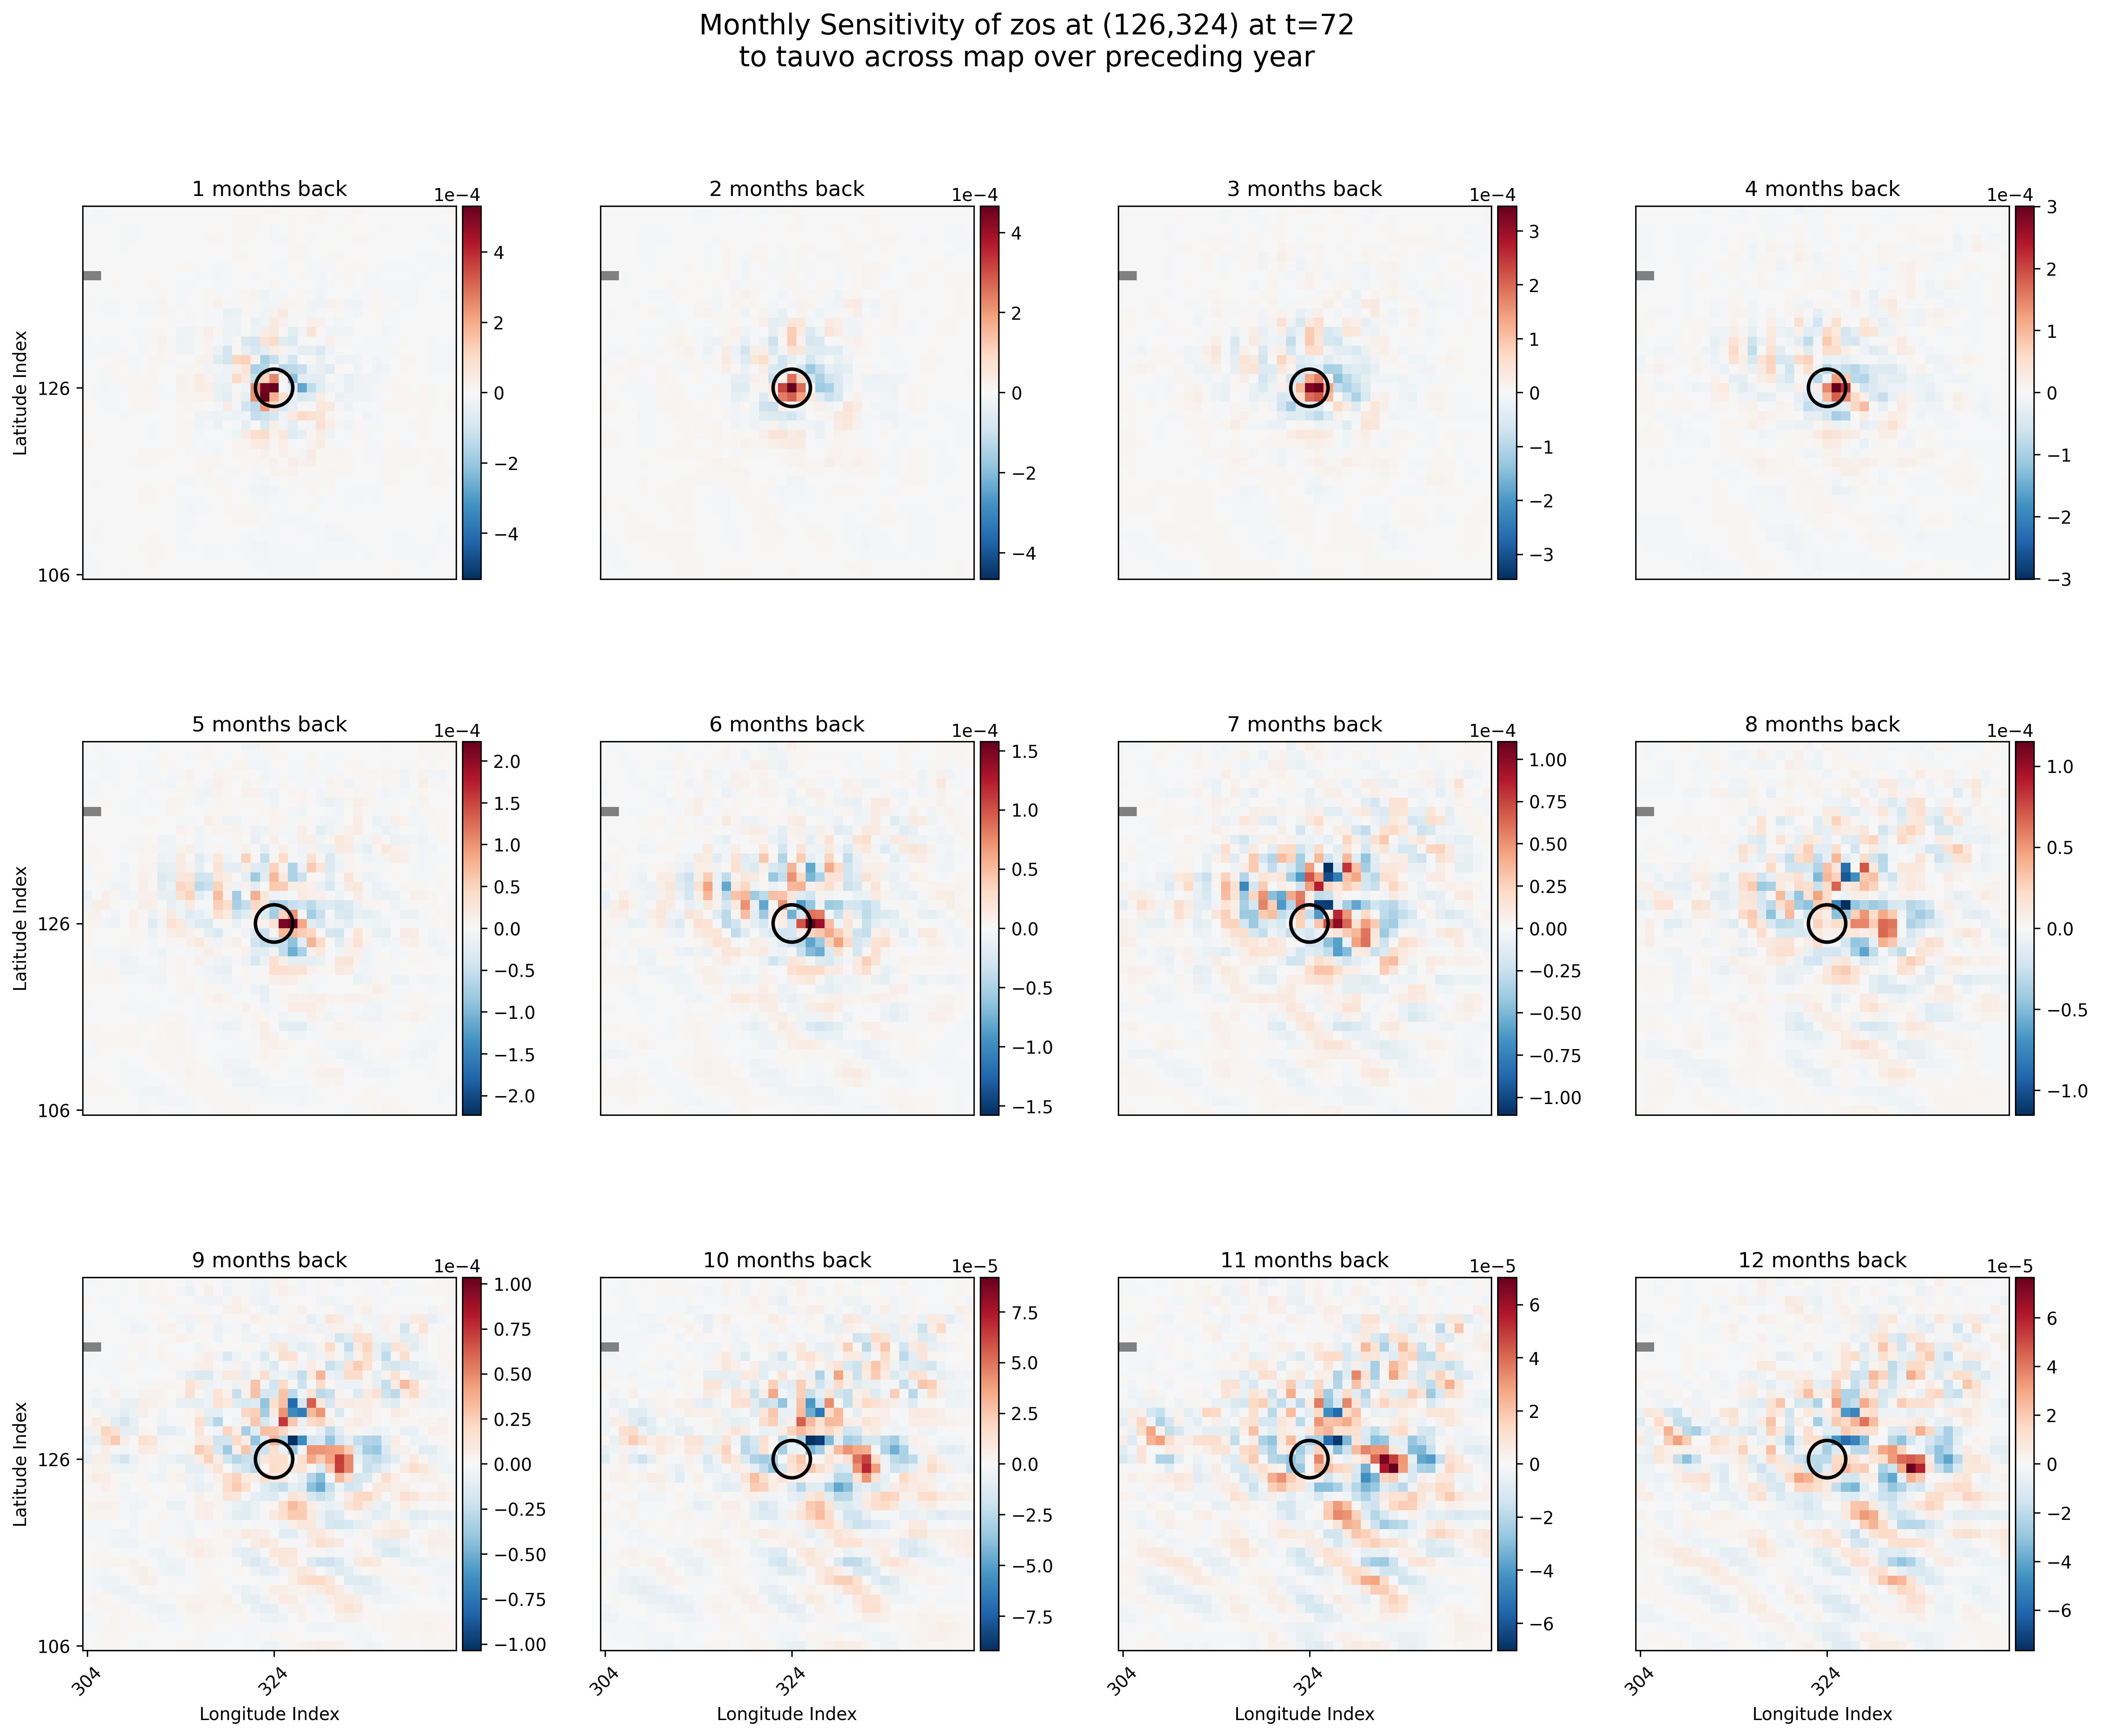 Monthly Sensitivity of zos at (126,324) at t=72
to tauvo across map over preceding year
1 months back
1e−4
2 months back
1e−4
3 months back
1e−4
4 months back
1e−4
Latitude Index
126
106
4
2
0
−2
−4
4
2
0
−2
−4
3
2
1
0
−1
−2
−3
3
2
1
0
−1
−2
−3
5 months back
1e−4
6 months back
1e−4
7 months back
1e−4
8 months back
1e−4
Latitude Index
126
106
2.0
1.5
1.0
0.5
0.0
−0.5
−1.0
−1.5
−2.0
1.5
1.0
0.5
0.0
−0.5
−1.0
−1.5
1.00
0.75
0.50
0.25
0.00
−0.25
−0.50
−0.75
−1.00
1.0
0.5
0.0
−0.5
−1.0
9 months back
1e−4
10 months back
1e−5
11 months back
1e−5
12 months back
1e−5
Latitude Index
126
106
1.00
0.75
0.50
0.25
0.00
−0.25
−0.50
−0.75
−1.00
7.5
5.0
2.5
0.0
−2.5
−5.0
−7.5
6
4
2
0
−2
−4
−6
6
4
2
0
−2
−4
−6
304
324
304
324
304
324
304
324
Longitude Index
Longitude Index
Longitude Index
Longitude Index